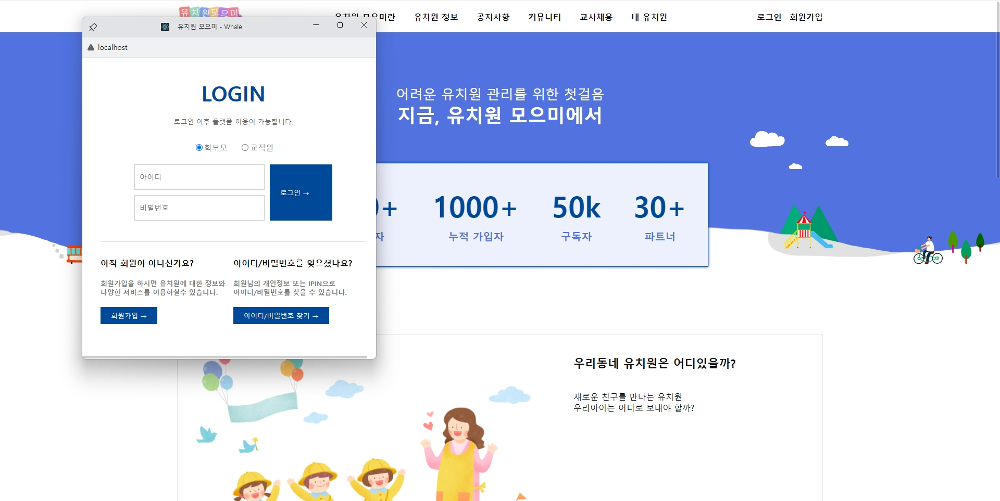 유치원모으미
유치원 모으미란 유치원 정보 공지사항 커뮤니티 교사채용 내 유치원 로그인 회원가입
유치원 모으미 - Whale
localhost
LOGIN
로그인 이후 플랫폼 이용이 가능합니다.
학부모 교직원
아이디
비밀번호
로그인 →
아직 회원이 아니신가요?
회원가입을 하시면 유치원에 대한 정보와
다양한 서비스를 이용하실수 있습니다.
회원가입 →
아이디/비밀번호를 잊으셨나요?
회원님의 개인정보 또는 IPIN으로
아이디/비밀번호를 찾을 수 있습니다.
아이디/비밀번호 찾기 →
어려운 유치원 관리를 위한 첫걸음
지금, 유치원 모으미에서
+ 1000+ 50k 30+
자 누적 가입자 구독자 파트너
우리동네 유치원은 어디있을까?
새로운 친구를 만나는 유치원
우리아이는 어디로 보내야 할까?